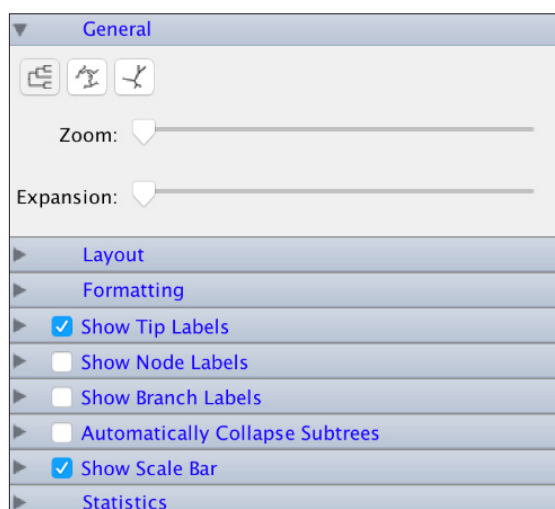 General
Zoom:
Expansion:
Layout
Formatting
Show Tip Labels
Show Node Labels
Show Branch Labels
Automatically Collapse Subtrees
Show Scale Bar
Statistics